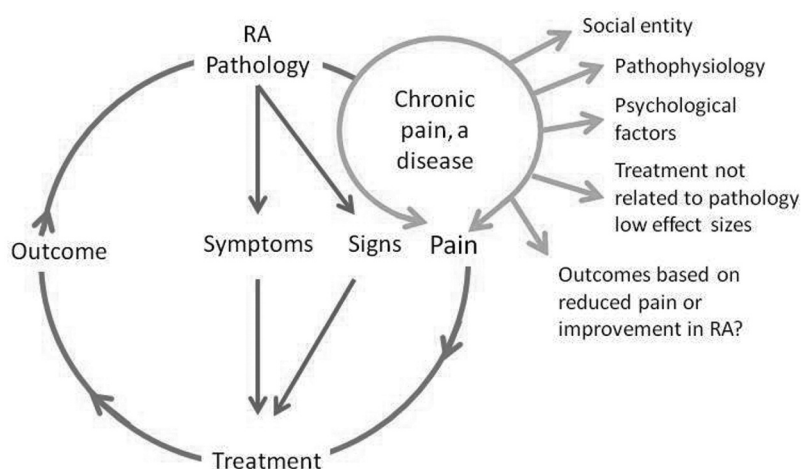 RA
Pathology
Chronic
pain, a
disease
Social entity
Pathophysiology
Psychological
factors
Treatment not
related to pathology
low effect sizes
Outcome
Symptoms
Signs
Pain
Outcomes based on
reduced pain or
improvement in RA?
Treatment